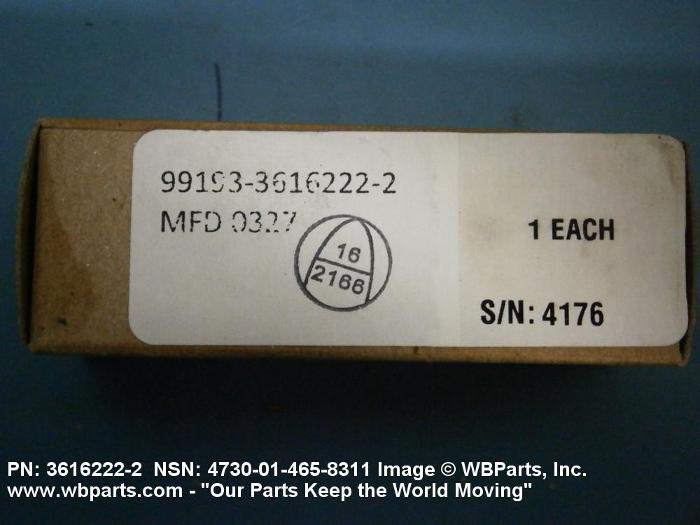 99193-3616222-2
MFD 0327
1 EACH
16
2166
S/N: 4176
PN: 3616222-2 NSN: 4730-01-465-8311 Image © WBParts, Inc.
www.wbparts.com - "Our Parts Keep the World Moving"